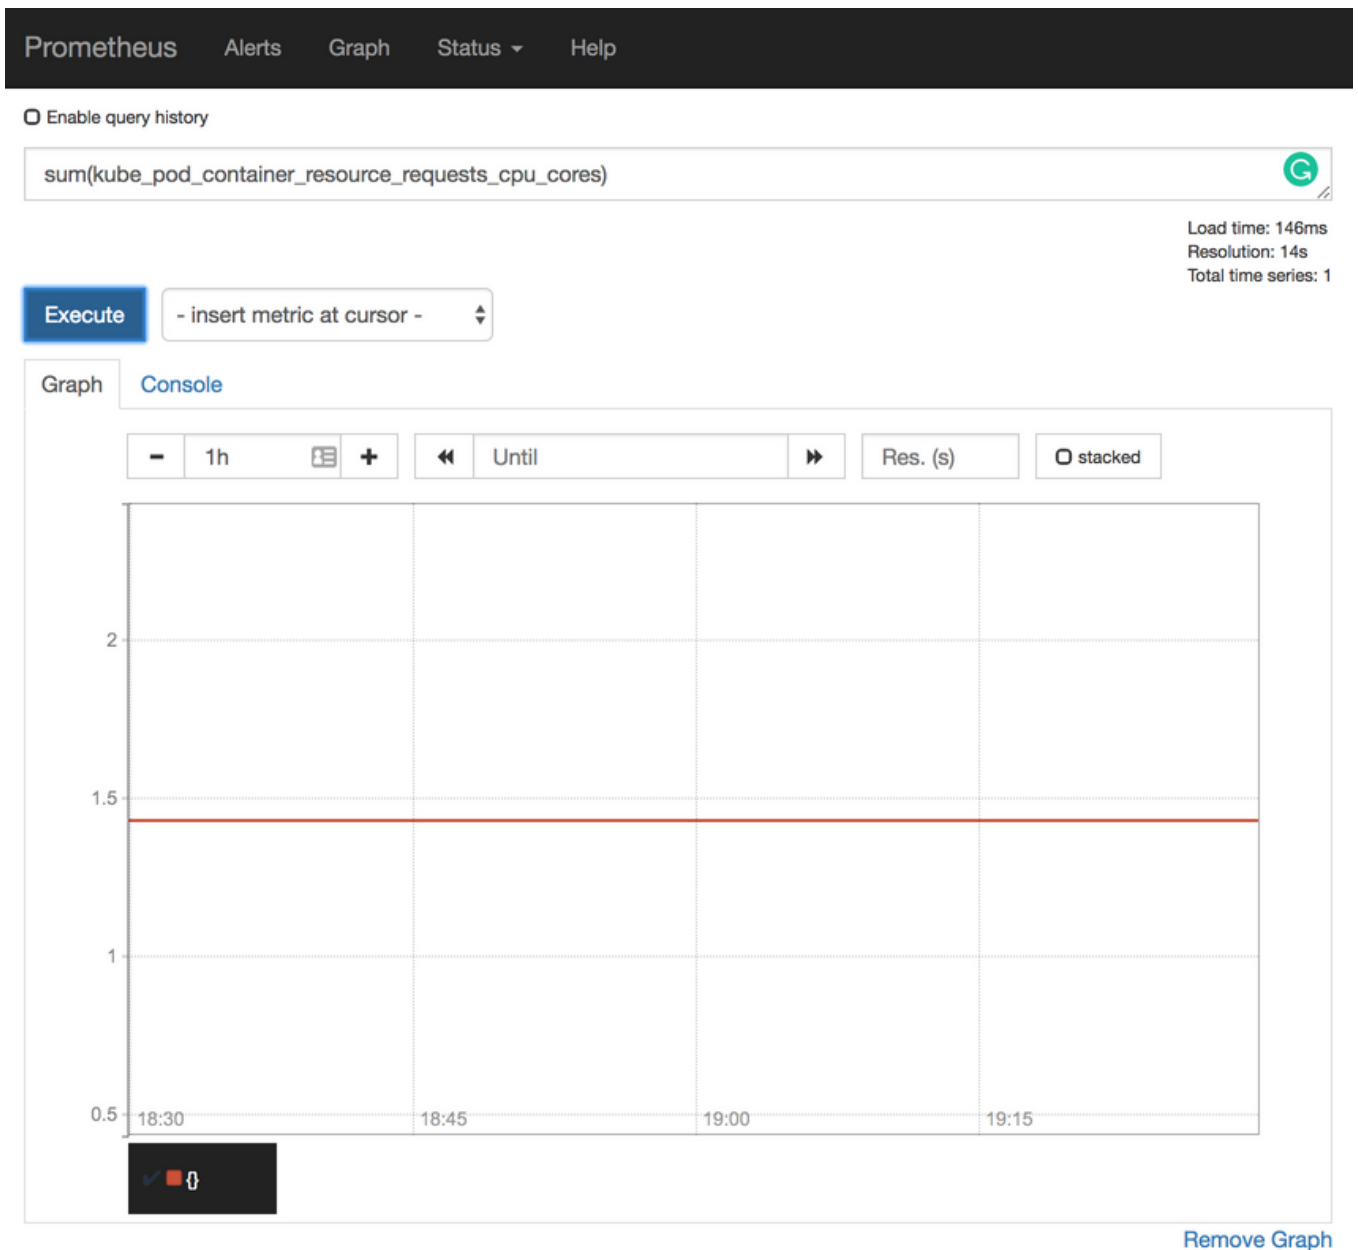 Prometheus Alerts Graph Status Help
Enable query history
sum(kube_pod_container_resource_requests_cpu_cores)
Load time: 146ms
Resolution: 14s
Total time series: 1
Execute - insert metric at cursor -
Graph Console
- 1h + Until Res. (s) stacked
2
1.5
1
0.5
18:30 18:45 19:00 19:15
{}
Remove Graph